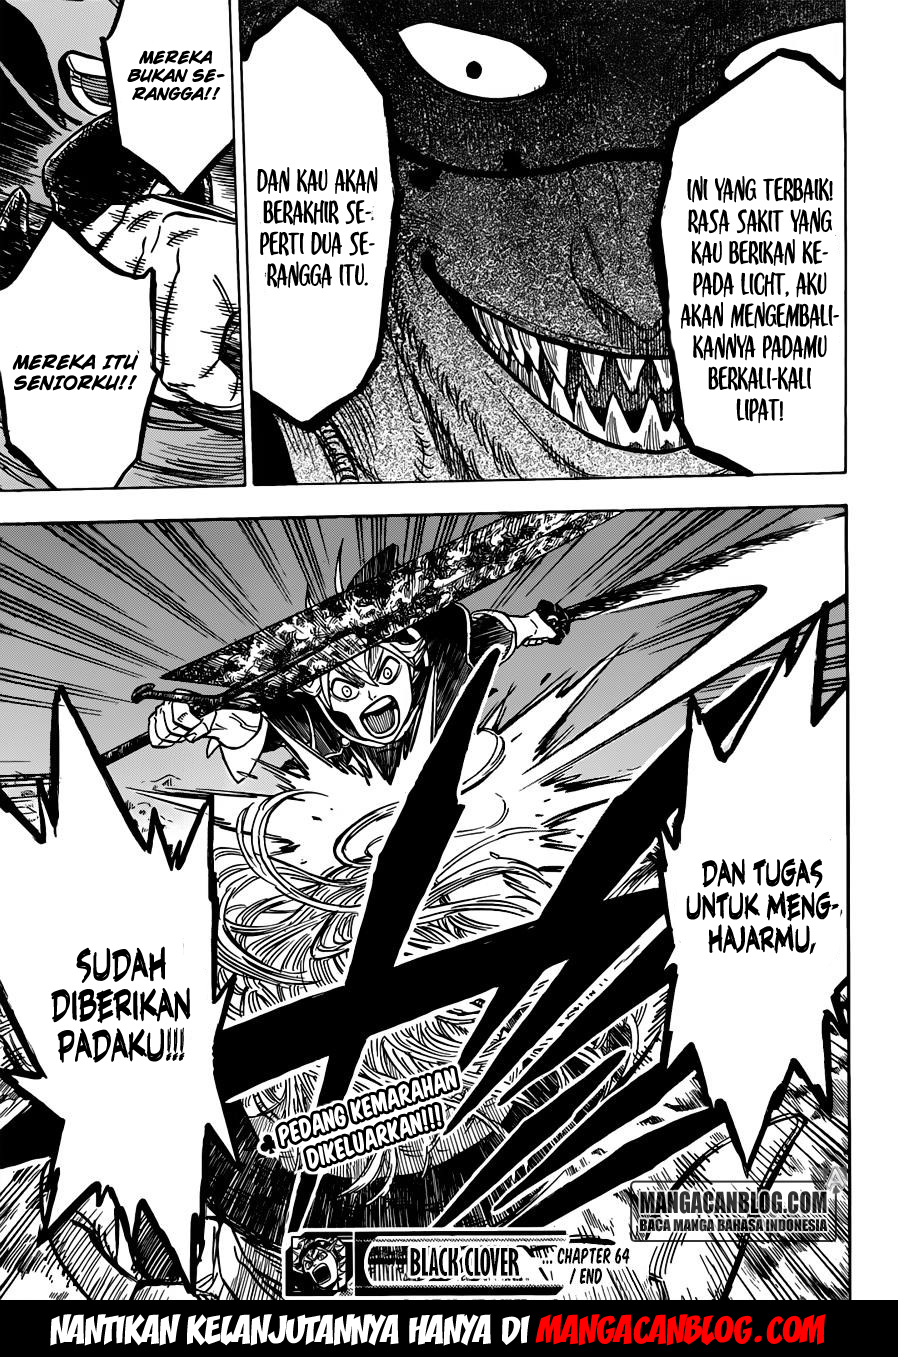 INI YANG TERBAIK!
RASA SAKIT YANG
KAU BERIKAN KE-
PADA LICHT, AKU
AKAN MENGEMBALI-
KANNYA PADAMU
BERKALI-KALI
LIPAT!
DAN KAU AKAN
BERAKHIR SE-
PERTI DUA SE-
RANGGA ITU.
MEREKA
BUKAN SE-
RANGGA!!
MEREKA ITU
SENIORKU!!
DAN TUGAS
UNTUK MENG-
HAJARMU,
SUDAH
DIBERIKAN
PADAKU!!!
PEDANG KEMARAHAN
DIKELUARKAN!!!
MANGACANBLOG.COM
BACA MANGA BAHASA INDONESIA
BLACK CLOVER
... CHAPTER 64
/ END
NANTIKAN KELANJUTANNYA HANYA DI MANGACANBLOG.COM